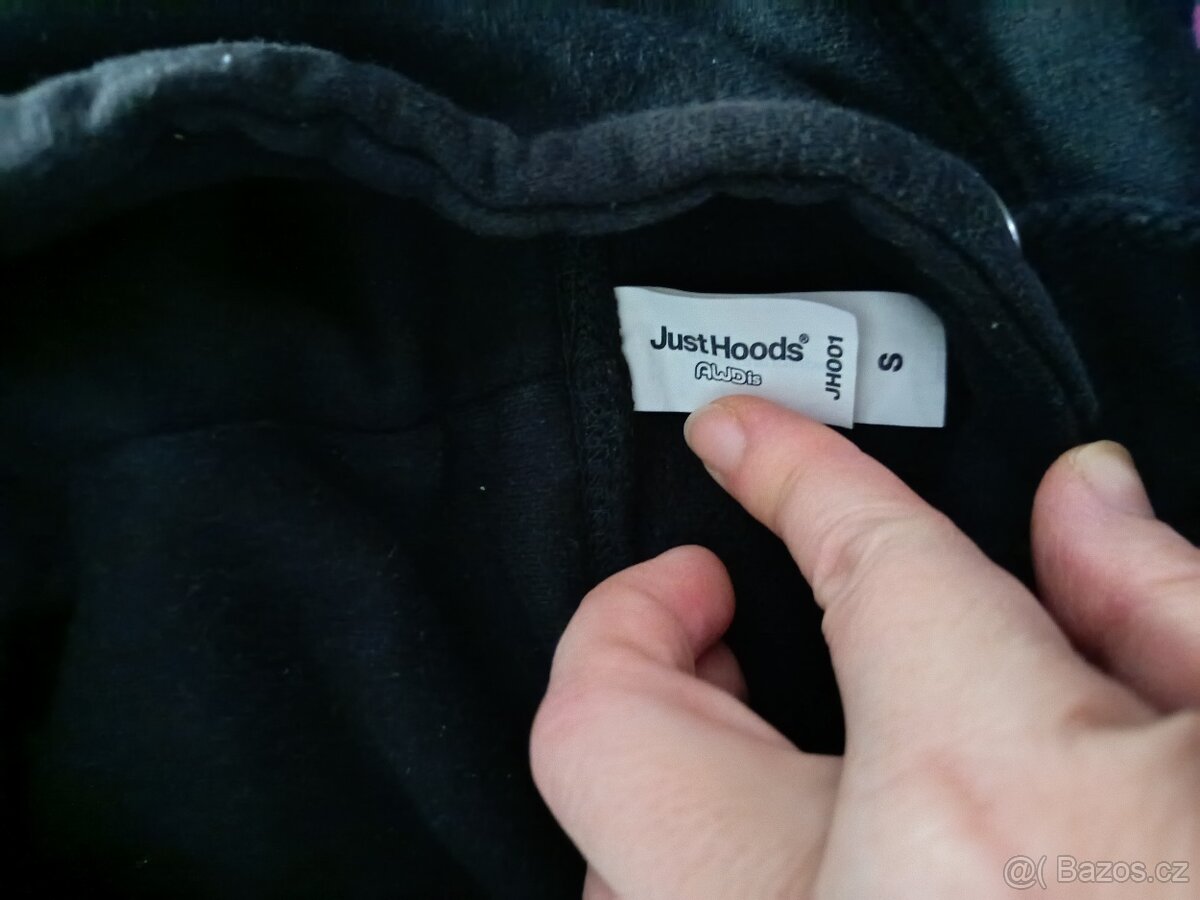 JustHoods®
AWDis
JH001
S
@( Bazos.cz